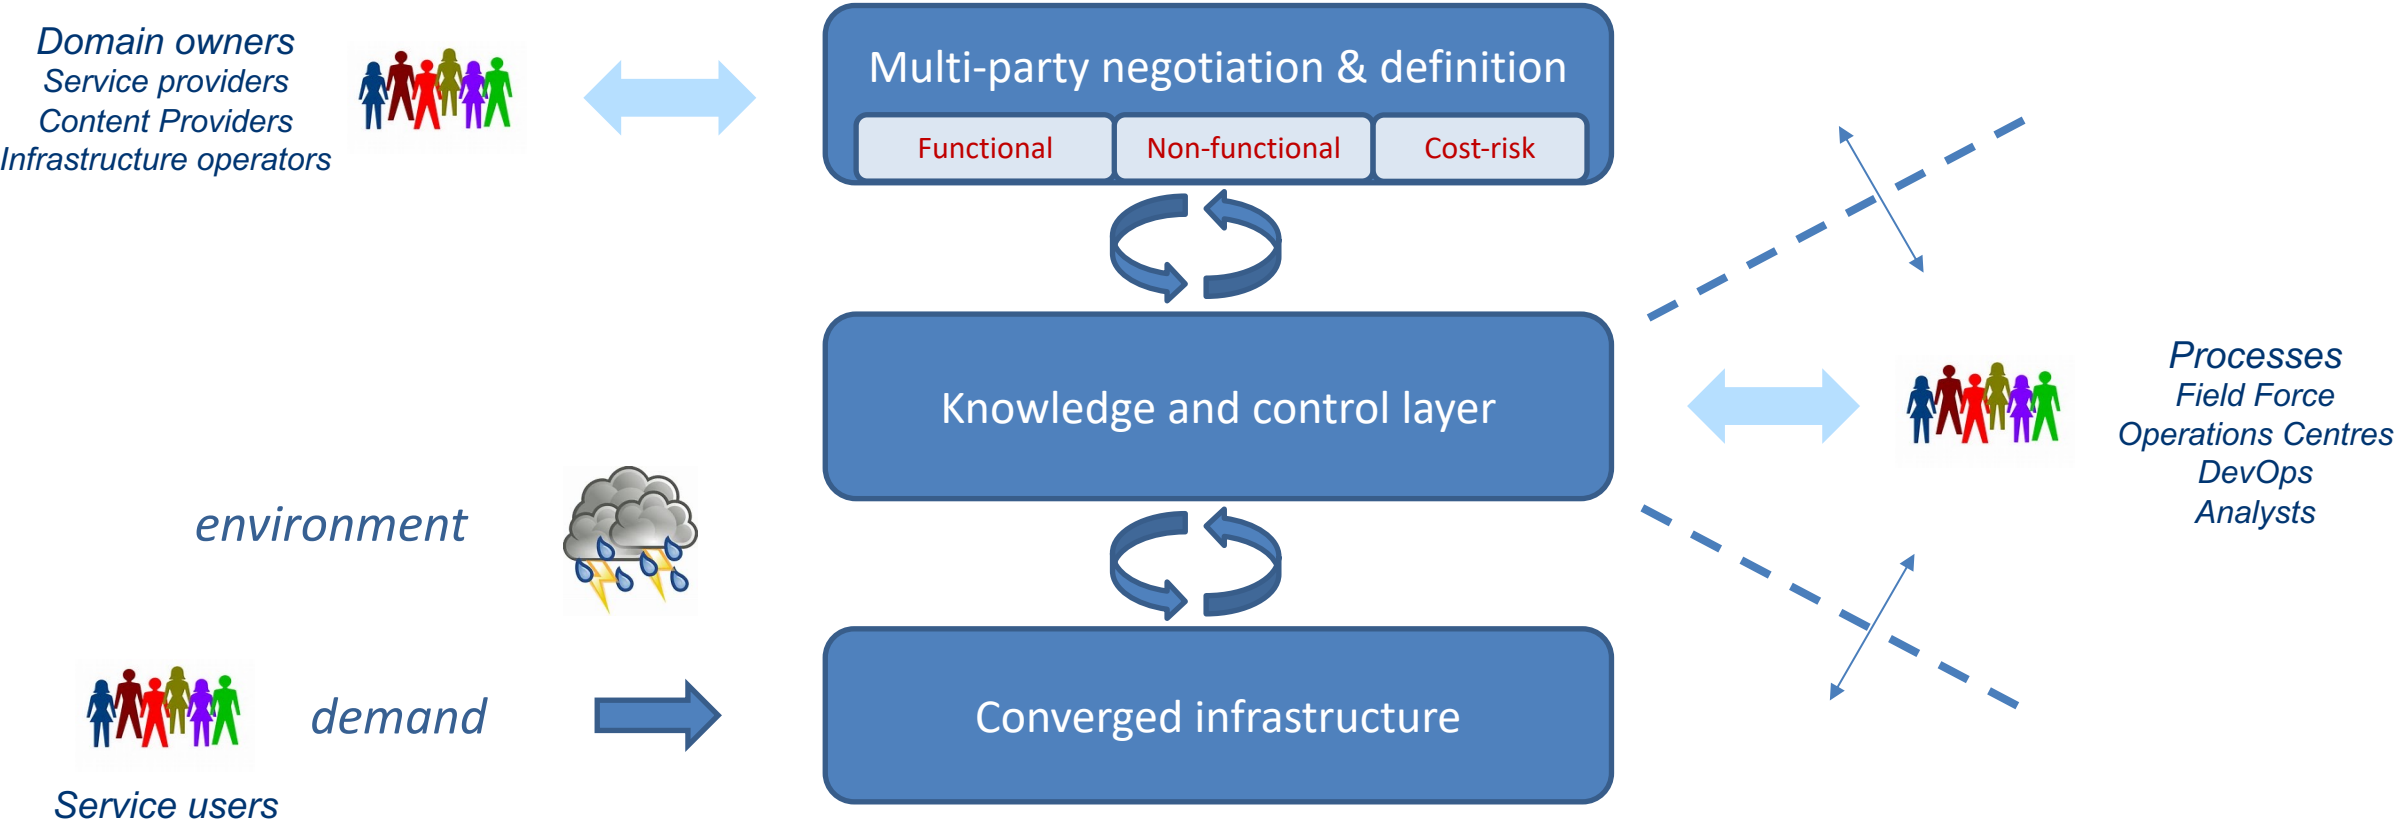 Domain owners
Service providers
Content Providers
Infrastructure operators
Multi-party negotiation & definition
Functional
Non-functional
Cost-risk
Knowledge and control layer
Processes
Field Force
Operations Centres
DevOps
Analysts
environment
demand
Service users
Converged infrastructure